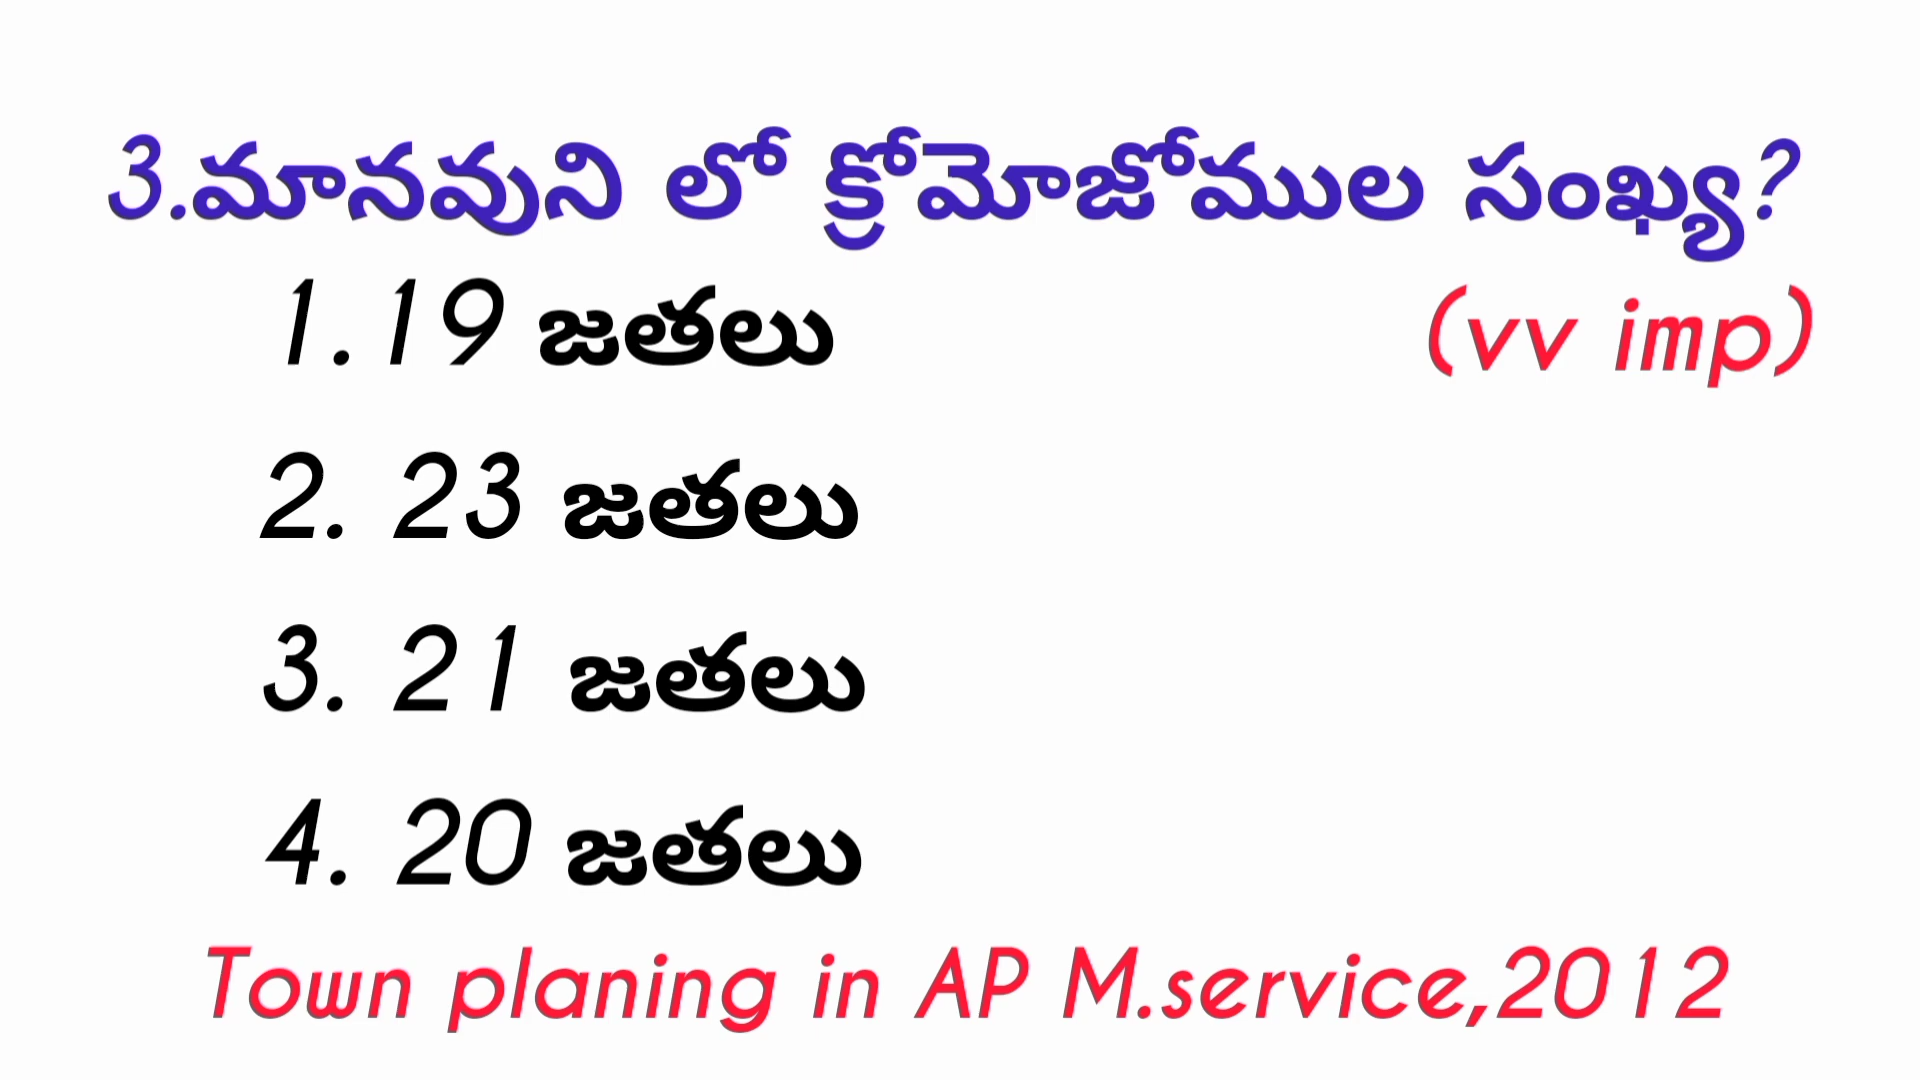 3.మానవుని లో క్రోమోజోముల సంఖ్య?
1.19 జతలు (vv imp)
2. 23 జతలు
3. 21 జతలు
4. 20 జతలు
Town planing in AP M.service,2012